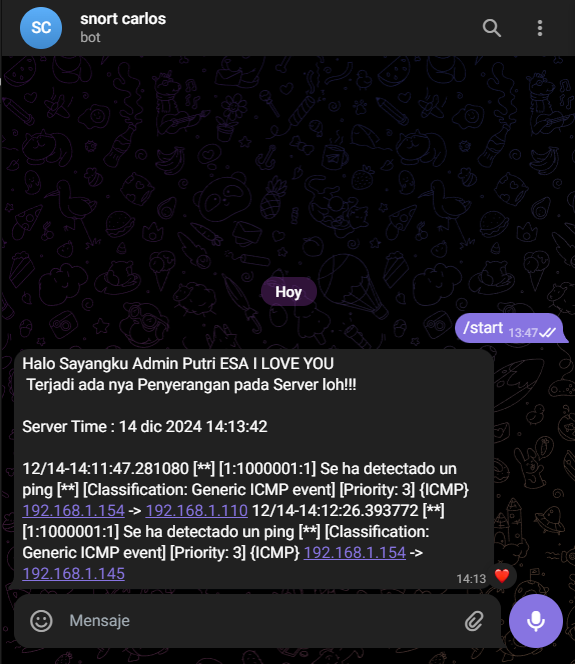 SC
snort carlos
bot
Hoy
/start 13:47
Halo Sayangku Admin Putri ESA I LOVE YOU
Terjadi ada nya Penyerangan pada Server loh!!!
Server Time : 14 dic 2024 14:13:42
12/14-14:11:47.281080 [**] [1:1000001:1] Se ha detectado un
ping [**] [Classification: Generic ICMP event] [Priority: 3] {ICMP}
192.168.1.154 -> 192.168.1.110 12/14-14:12:26.393772 [**]
[1:1000001:1] Se ha detectado un ping [**] [Classification:
Generic ICMP event] [Priority: 3] {ICMP} 192.168.1.154 ->
192.168.1.145
14:13
Mensaje